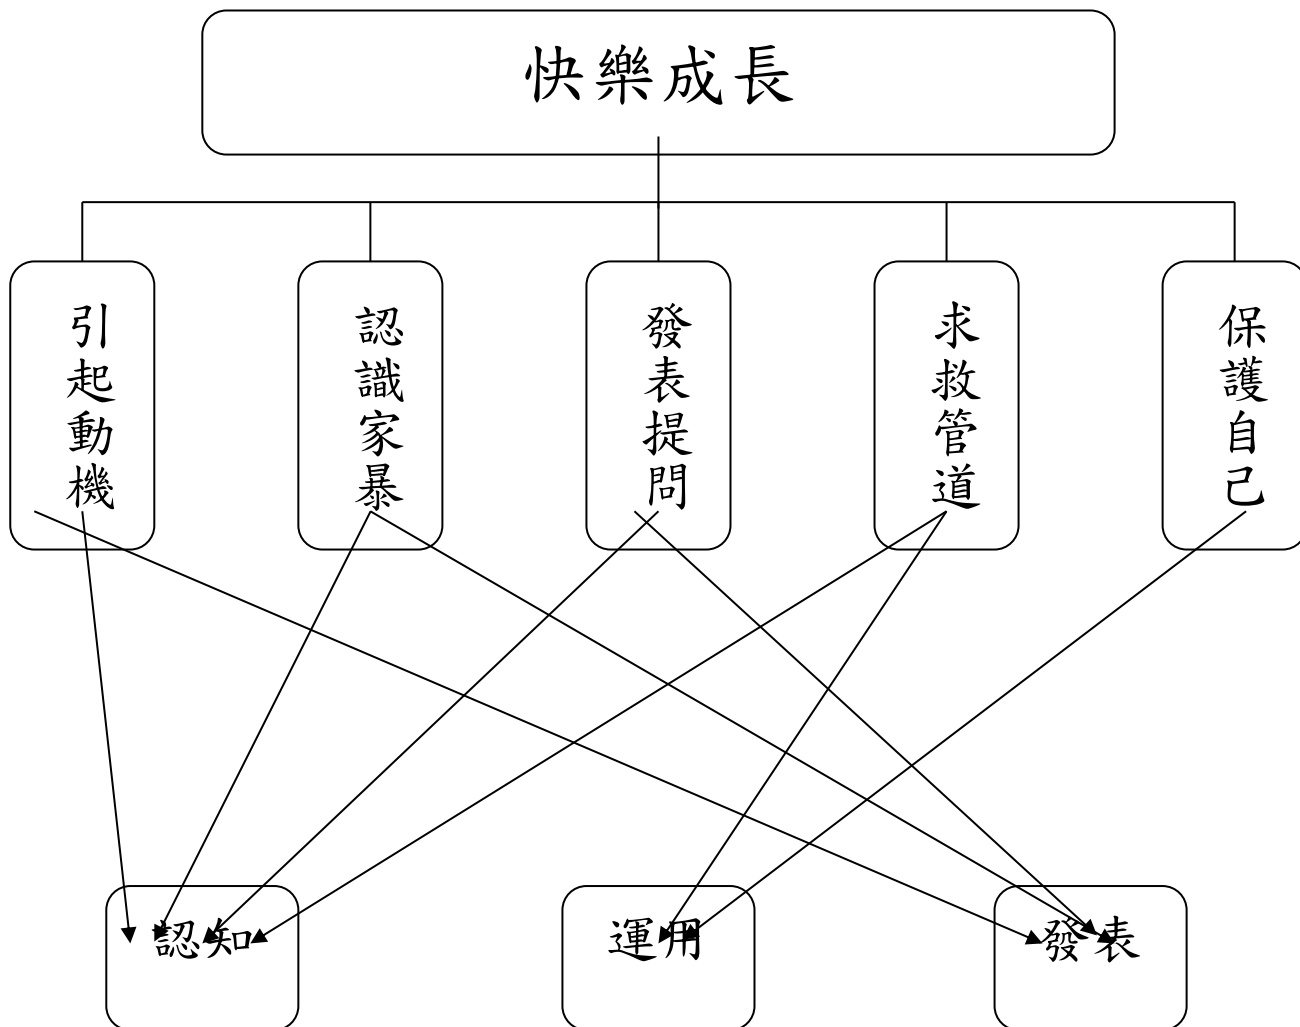 快樂成長
引起動機
認識家暴
發表提問
求救管道
保護自己
認知
運用
發表